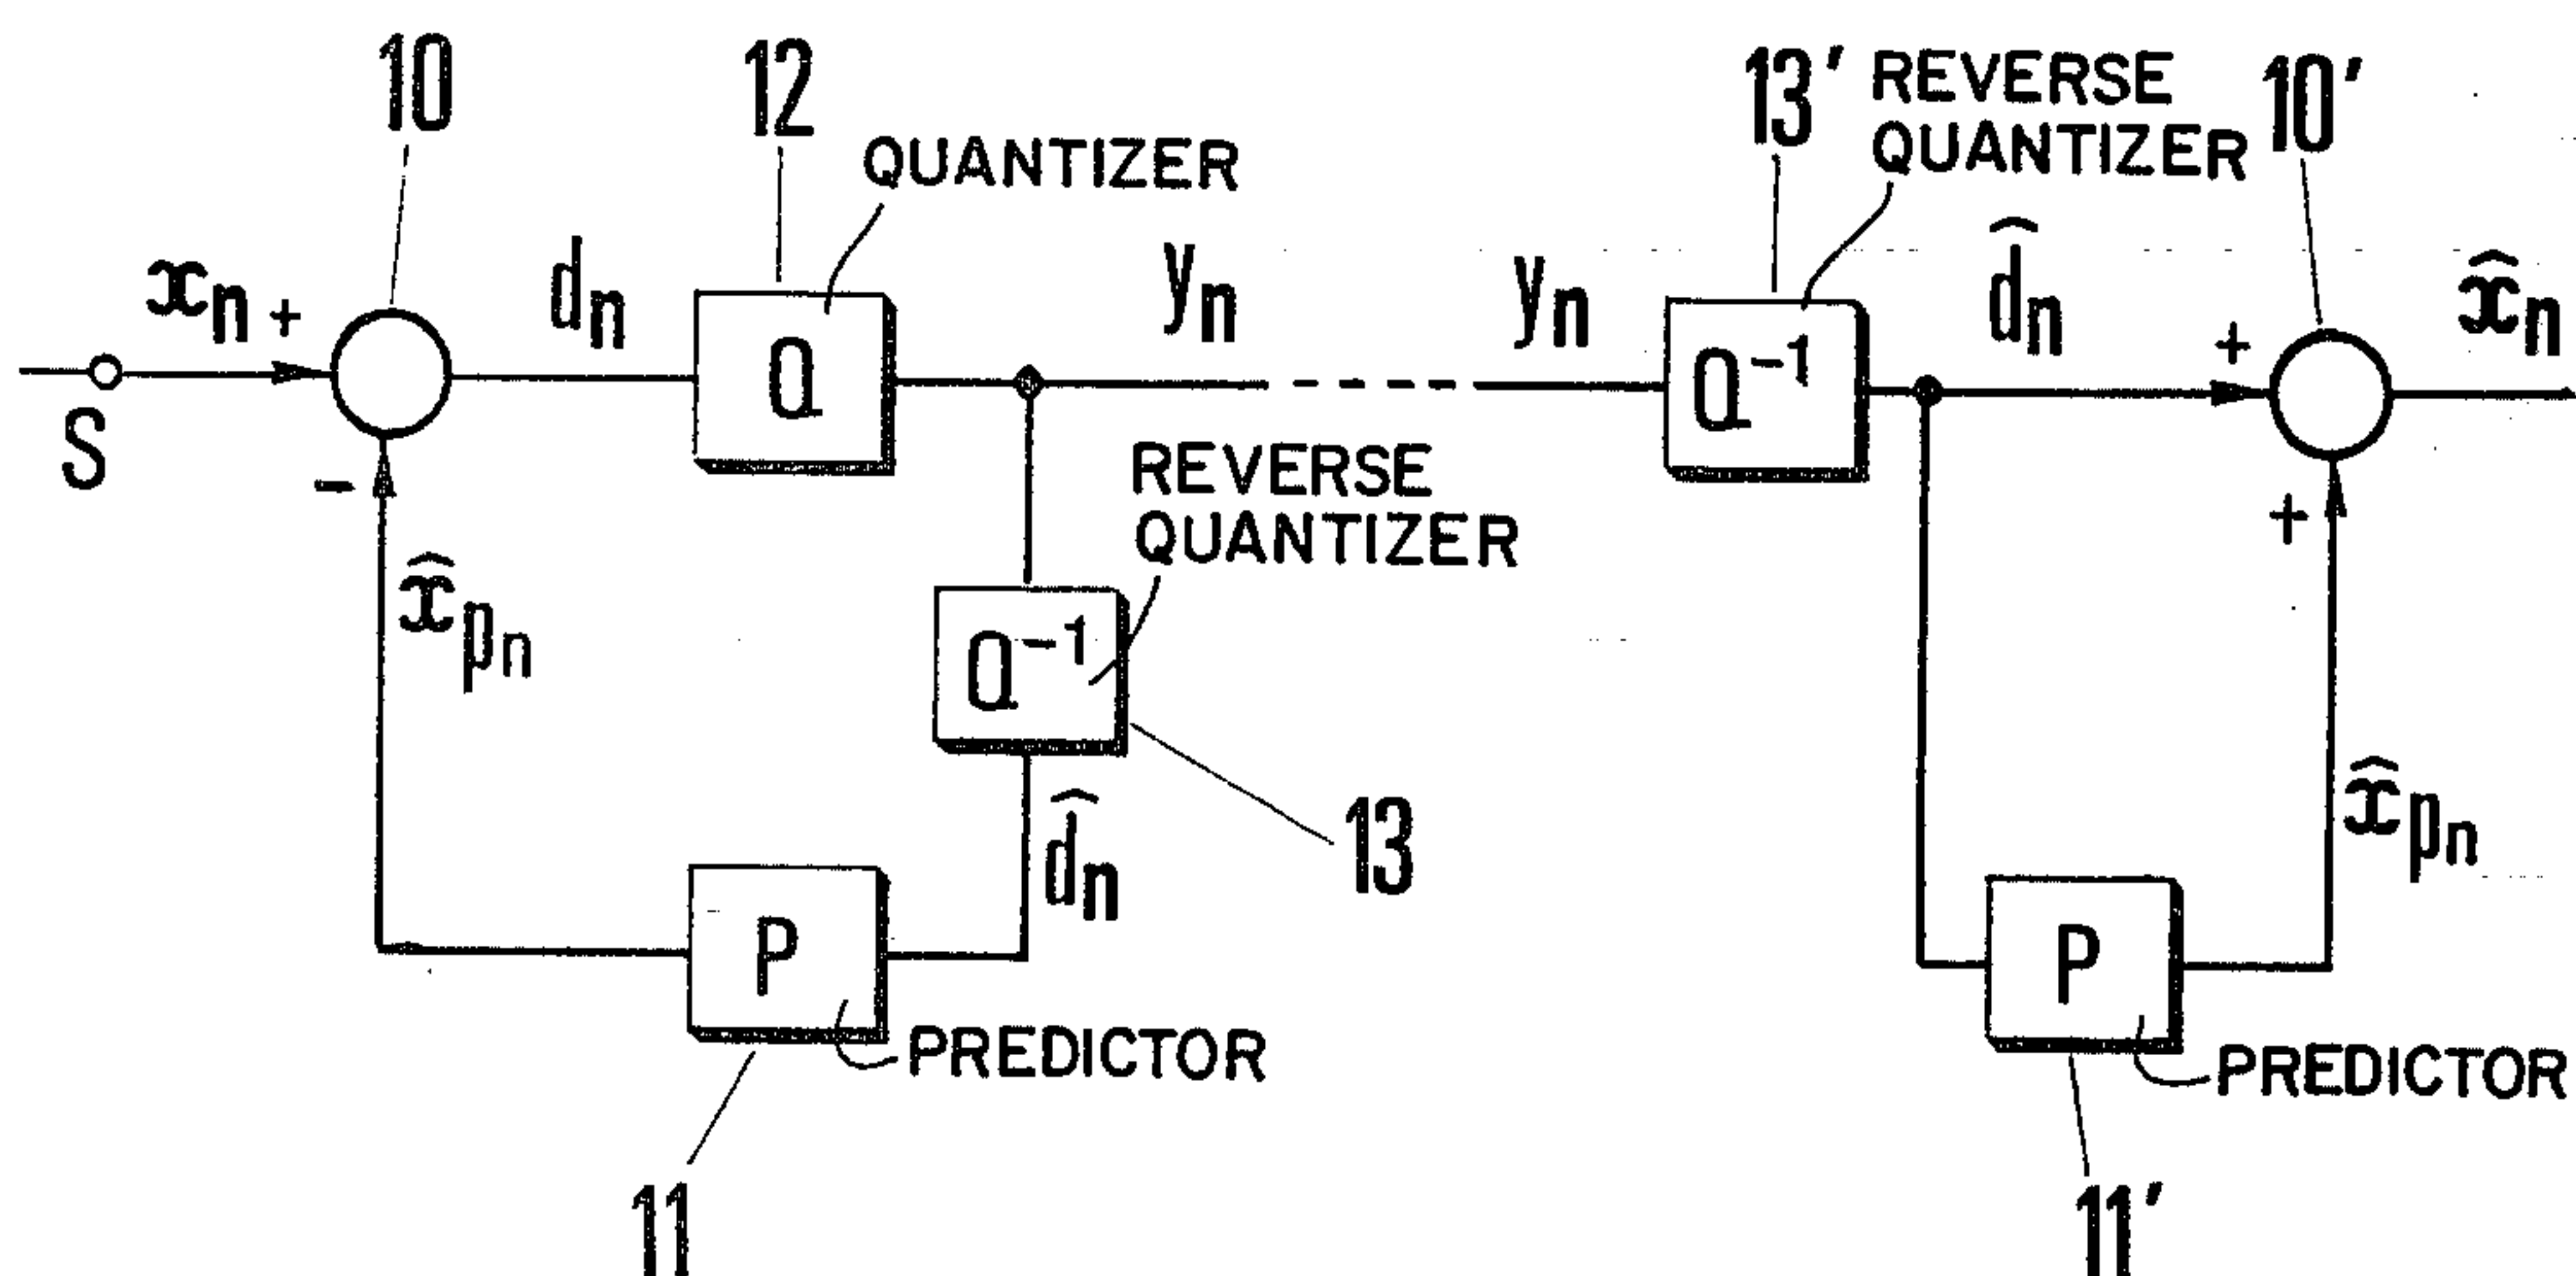 10
12
QUANTIZER
13′
REVERSE
QUANTIZER
10′
xₙ
+
dₙ
Q
yₙ
yₙ
Q⁻¹
d̂ₙ
+
x̂ₙ
S
-
REVERSE
QUANTIZER
+
x̂pₙ
Q⁻¹
13
d̂ₙ
x̂pₙ
P
PREDICTOR
P
PREDICTOR
11
11′